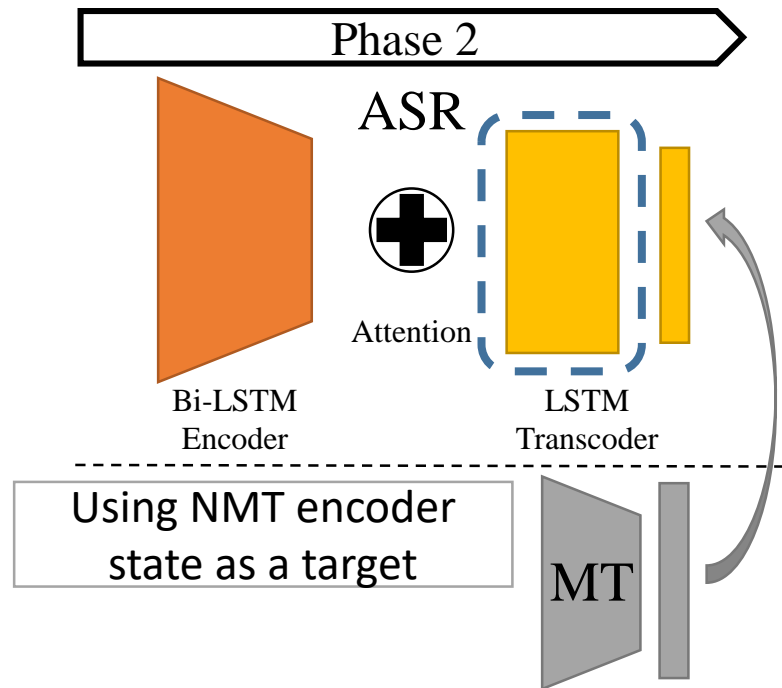 Phase 2
ASR
Attention
Bi-LSTM
Encoder
LSTM
Transcoder
Using NMT encoder
state as a target
MT